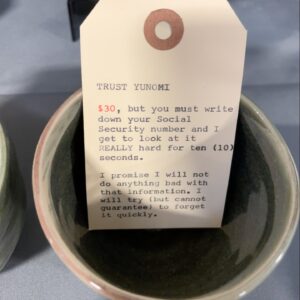 TRUST YUNOMI
$30, but you must write
down your Social
Security number and I
get to look at it
REALLY hard for ten (10)
seconds.
I promise I will not
do anything bad with
that information. I
will try (but cannot
guarantee) to forget
it quickly.